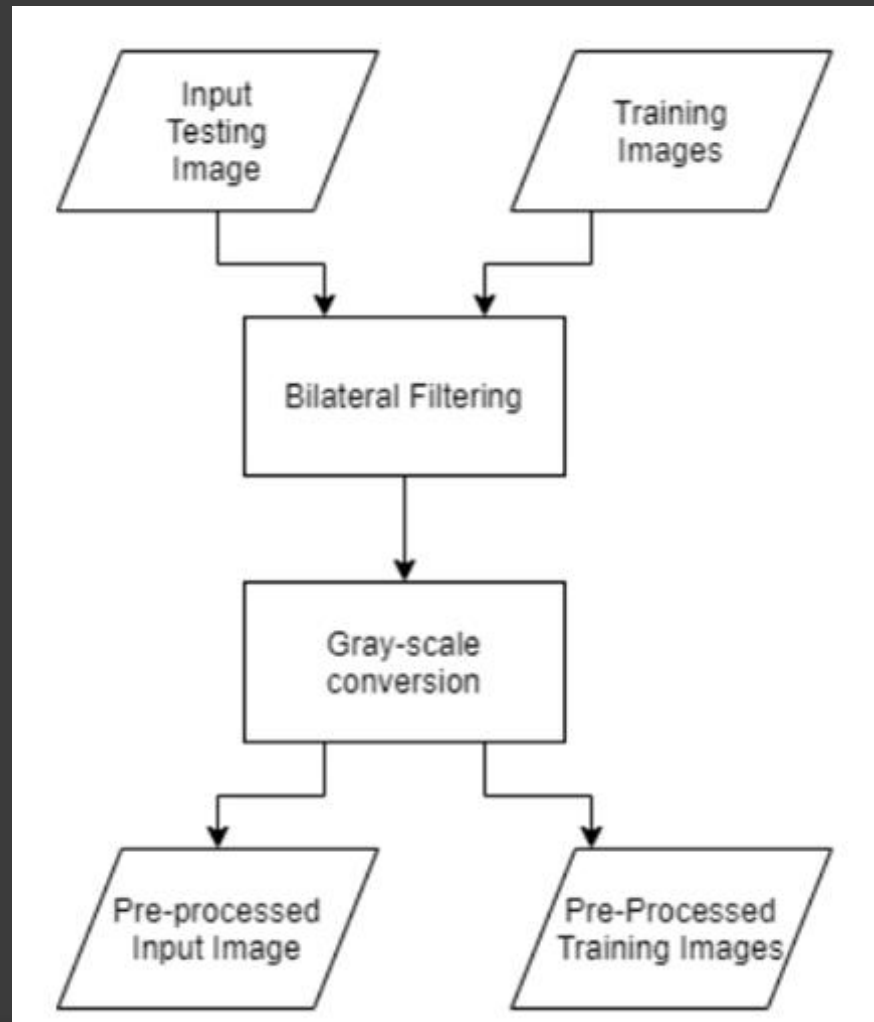 Input
Testing
Image
Training
Images
Bilateral Filtering
Gray-scale
conversion
Pre-processed
Input Image
Pre-Processed
Training Images